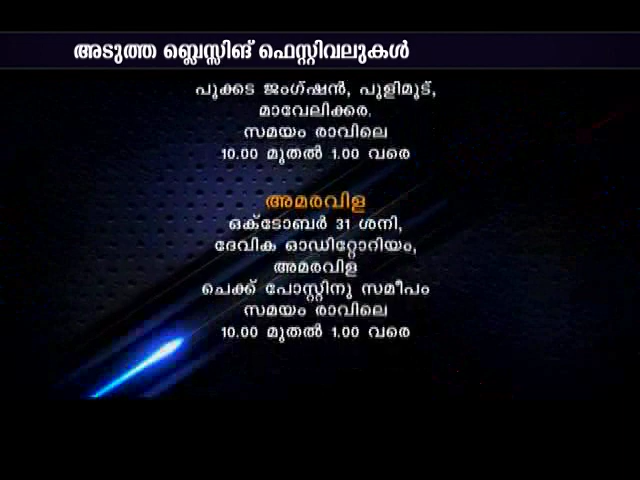 അടുത്ത ബ്ലെസ്സിങ് ഫെസ്റ്റിവലുകൾ
പൂക്കട ജംഗ്ഷൻ, പുളിമൂട്,
മാവേലിക്കര.
സമയം രാവിലെ
10.00 മുതൽ 1.00 വരെ
അമരവിള
ഒക്ടോബർ 31 ശനി,
ദേവിക ഓഡിറ്റോറിയം,
അമരവിള
ചെക്ക് പോസ്റ്റിനു സമീപം
സമയം രാവിലെ
10.00 മുതൽ 1.00 വരെ